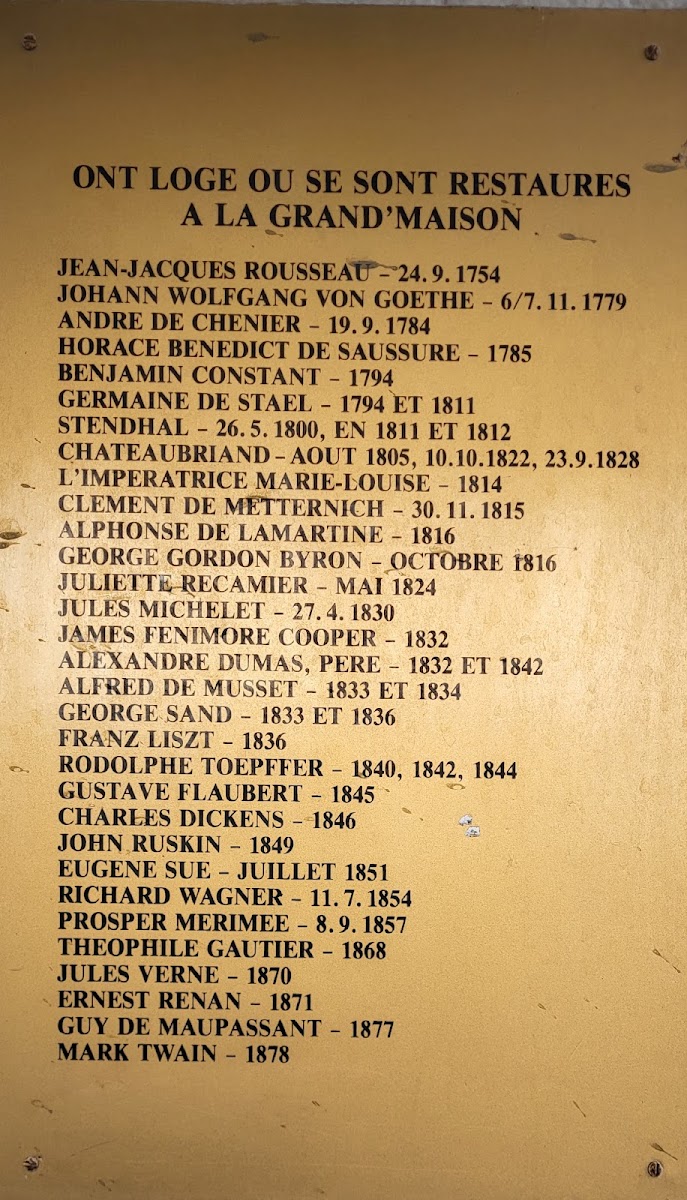 ONT LOGE OU SE SONT RESTAURES
A LA GRAND'MAISON
JEAN-JACQUES ROUSSEAU - 24.9.1754
JOHANN WOLFGANG VON GOETHE - 6/7.11.1779
ANDRE DE CHENIER - 19.9.1784
HORACE BENEDICT DE SAUSSURE - 1785
BENJAMIN CONSTANT - 1794
GERMAINE DE STAEL - 1794 ET 1811
STENDHAL - 26.5.1800, EN 1811 ET 1812
CHATEAUBRIAND - AOUT 1805, 10.10.1822, 23.9.1828
L'IMPERATRICE MARIE-LOUISE - 1814
CLEMENT DE METTERNICH - 30.11.1815
ALPHONSE DE LAMARTINE - 1816
GEORGE GORDON BYRON - OCTOBRE 1816
JULIETTE RECAMIER - MAI 1824
JULES MICHELET - 27.4.1830
JAMES FENIMORE COOPER - 1832
ALEXANDRE DUMAS, PERE - 1832 ET 1842
ALFRED DE MUSSET - 1833 ET 1834
GEORGE SAND - 1833 ET 1836
FRANZ LISZT - 1836
RODOLPHE TOEPFFER - 1840, 1842, 1844
GUSTAVE FLAUBERT - 1845
CHARLES DICKENS - 1846
JOHN RUSKIN - 1849
EUGENE SUE - JUILLET 1851
RICHARD WAGNER - 11.7.1854
PROSPER MERIMEE - 8.9.1857
THEOPHILE GAUTIER - 1868
JULES VERNE - 1870
ERNEST RENAN - 1871
GUY DE MAUPASSANT - 1877
MARK TWAIN - 1878